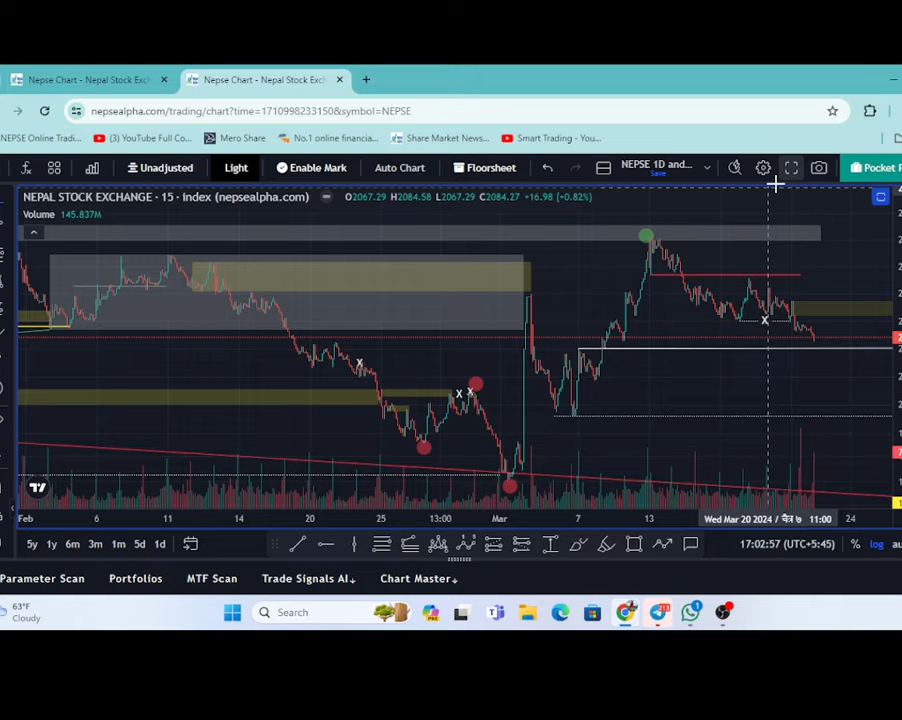 Nepse Chart - Nepal Stock Exch
Nepse Chart - Nepal Stock Exch
nepsealpha.com/trading/chart?time=1710998233150&symbol=NEPSE
NEPSE Online Tradi...
(3) YouTube Full Co...
Mero Share
No.1 online financia...
Share Market News...
Smart Trading - You...
Unadjusted
Light
Enable Mark
Auto Chart
Floorsheet
NEPSE 1D and...
Save
Pocket P
NEPAL STOCK EXCHANGE · 15 · Index (nepsealpha.com)
O2067.29 H2084.58 L2067.29 C2084.27 +16.98 (+0.82%)
Volume 145.837M
X
X X
X
Feb 6 11 14 20 25 13:00 Mar 7 13 Wed Mar 20 2024 / चैत्र ७ 11:00 24
5y 1y 6m 3m 1m 5d 1d
17:02:57 (UTC+5:45)
% log au
Parameter Scan
Portfolios
MTF Scan
Trade Signals AI↓
Chart Master↓
63°F
Cloudy
Search